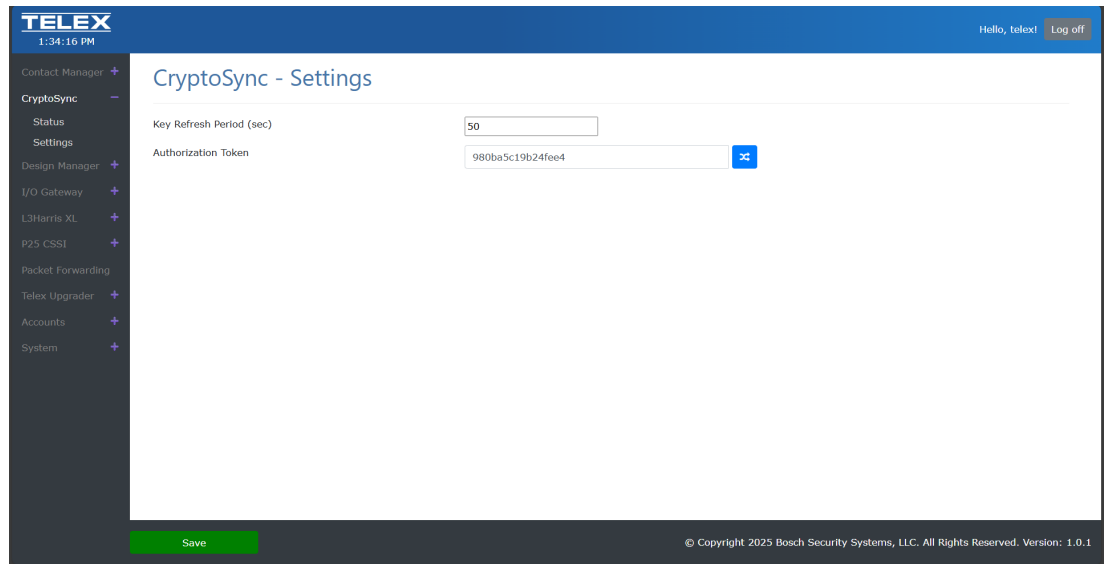 TELEX
1:34:16 PM
Hello, telex! Log off
Contact Manager +
CryptoSync −
Status
Settings
Design Manager +
I/O Gateway +
L3Harris XL +
P25 CSSI +
Packet Forwarding
Telex Upgrader +
Accounts +
System +
CryptoSync - Settings
Key Refresh Period (sec) 50
Authorization Token 980ba5c19b24fee4
Save
© Copyright 2025 Bosch Security Systems, LLC. All Rights Reserved. Version: 1.0.1